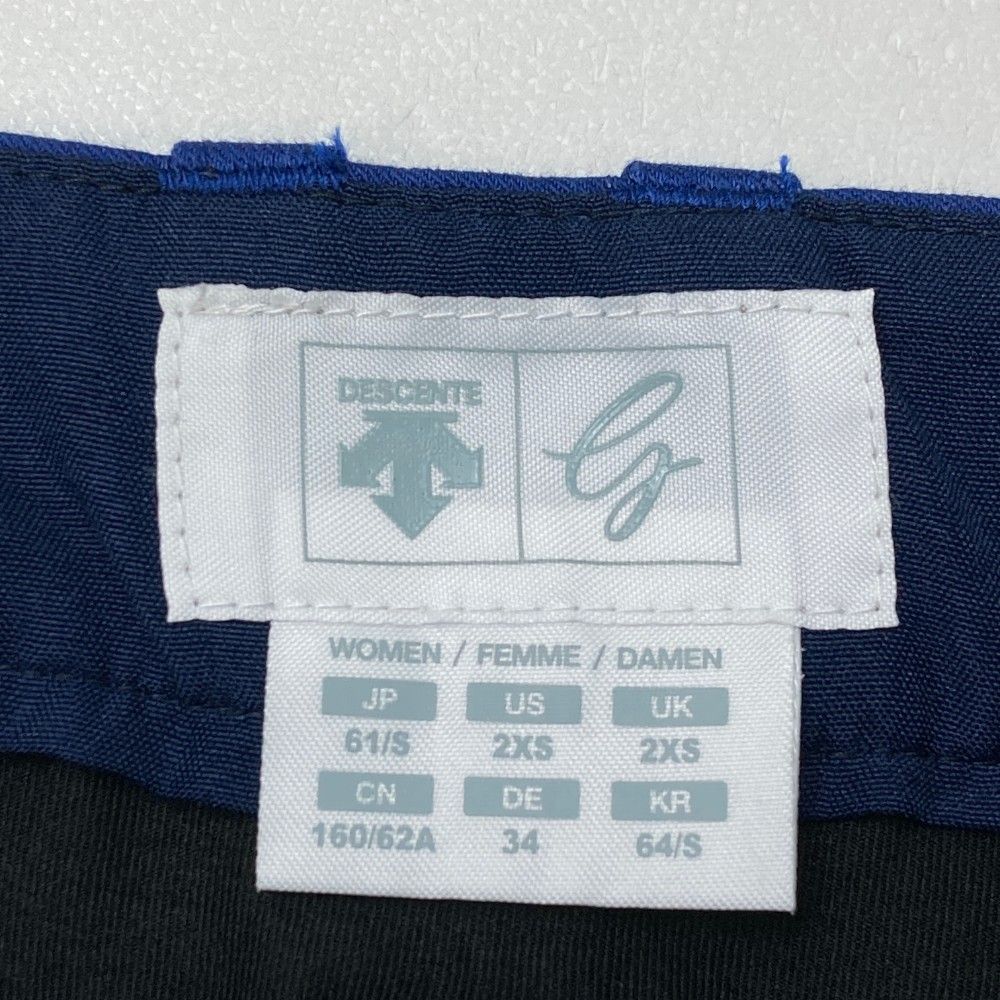 DESCENTE
WOMEN / FEMME / DAMEN
JP US UK
61/S 2XS 2XS
CN DE KR
160/62A 34 64/S